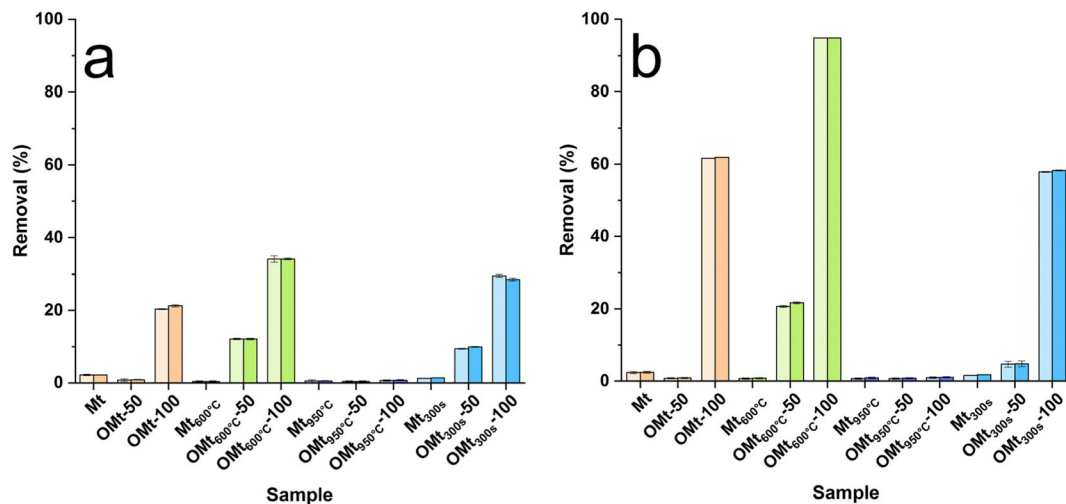 a
Removal (%)
100
80
60
40
20
0
Mt
OMt-50
OMt-100
Mt600°C
OMt600°C-50
OMt600°C-100
Mt950°C
OMt950°C-50
OMt950°C-100
Mt300s
OMt300s-50
OMt300s-100
Sample
b
Removal (%)
100
80
60
40
20
0
Mt
OMt-50
OMt-100
Mt600°C
OMt600°C-50
OMt600°C-100
Mt950°C
OMt950°C-50
OMt950°C-100
Mt300s
OMt300s-50
OMt300s-100
Sample